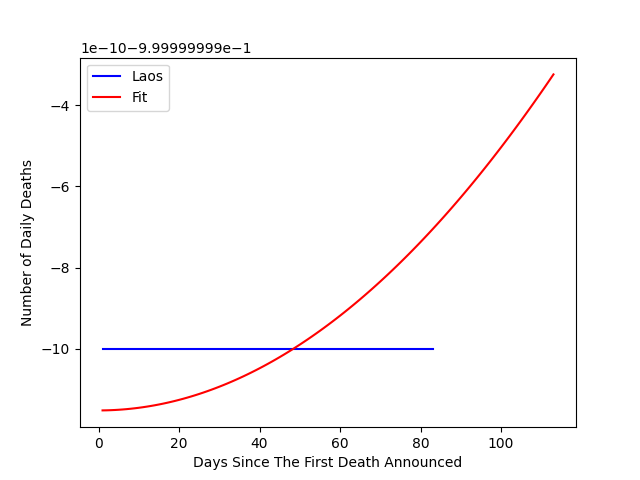 1e−10−9.99999999e−1
Laos
Fit
−4
−6
−8
−10
Number of Daily Deaths
0 20 40 60 80 100
Days Since The First Death Announced